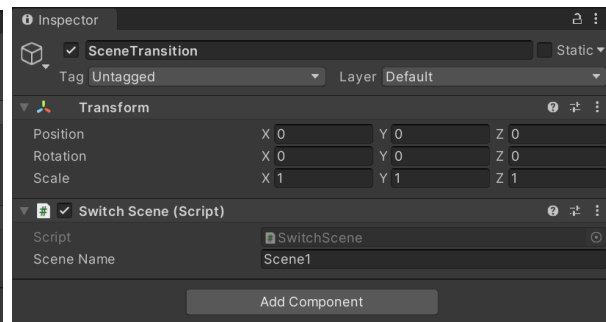 Inspector
SceneTransition Static
Tag Untagged Layer Default
Transform
Position X 0 Y 0 Z 0
Rotation X 0 Y 0 Z 0
Scale X 1 Y 1 Z 1
# Switch Scene (Script)
Script # SwitchScene
Scene Name Scene1
Add Component